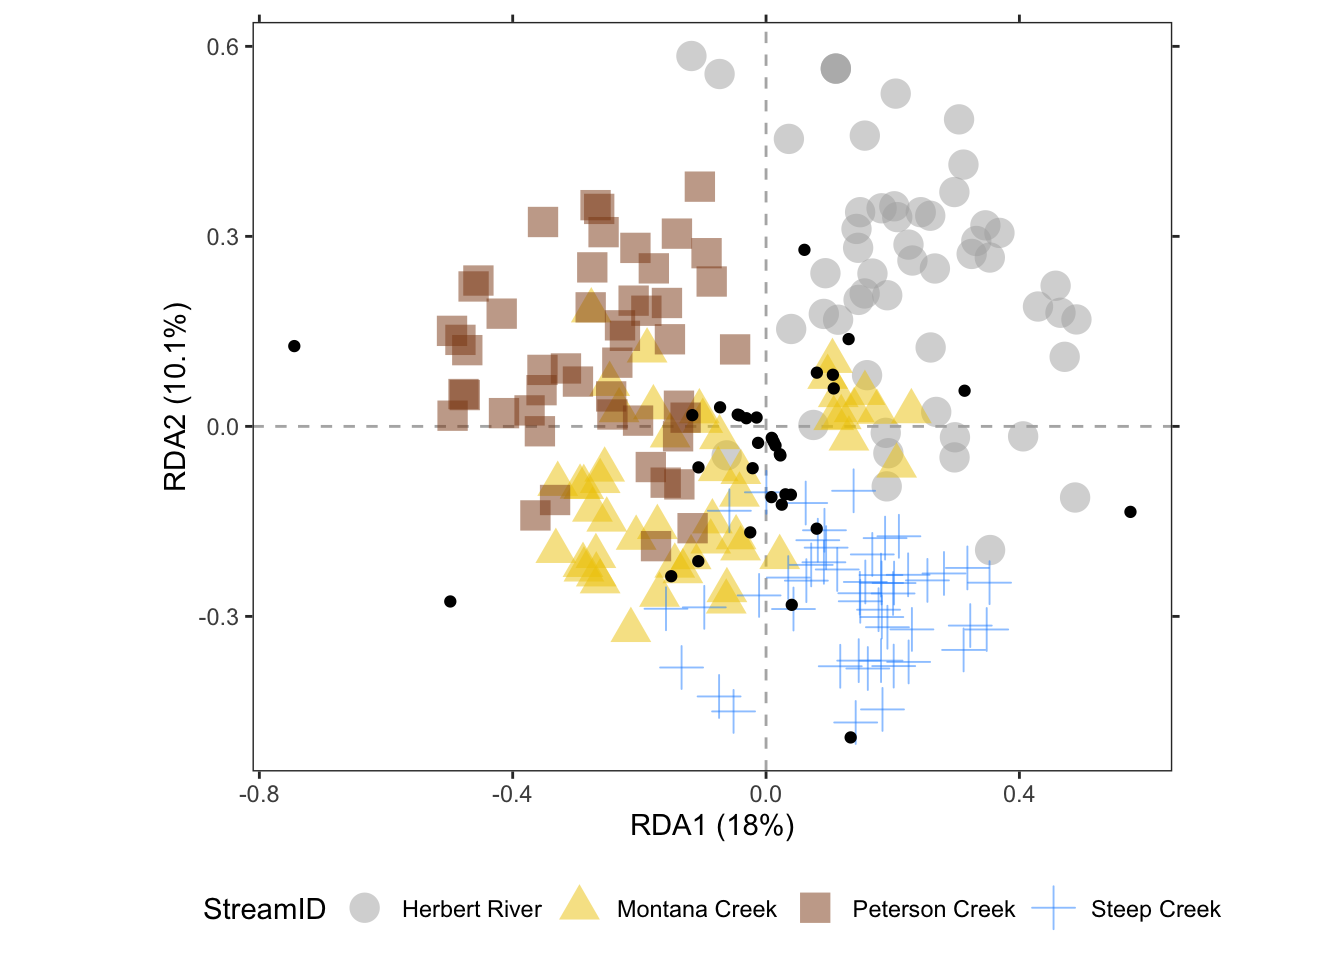 0.6
0.3
0.0
-0.3
RDA2 (10.1%)
-0.8 -0.4 0.0 0.4
RDA1 (18%)
StreamID Herbert River Montana Creek Peterson Creek Steep Creek